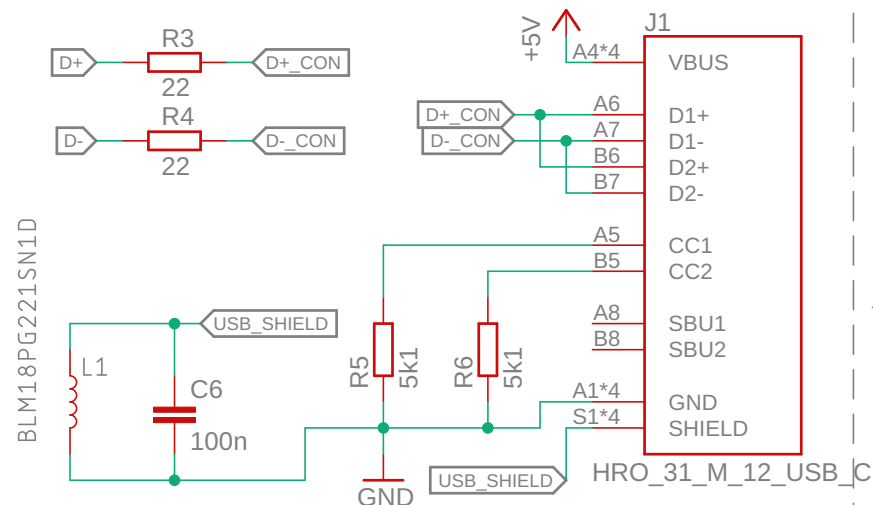 J1
+5V
R3
D+
D+_CON
22
A4*4
VBUS
R4
D-
D-_CON
22
D+_CON
A6
D1+
D-_CON
A7
D1-
B6
D2+
B7
D2-
A5
CC1
B5
CC2
BLM18PG221SN1D
USB_SHIELD
A8
SBU1
B8
SBU2
L1
R5
5k1
R6
5k1
C6
100n
A1*4
GND
S1*4
SHIELD
USB_SHIELD
HRO_31_M_12_USB_C
GND